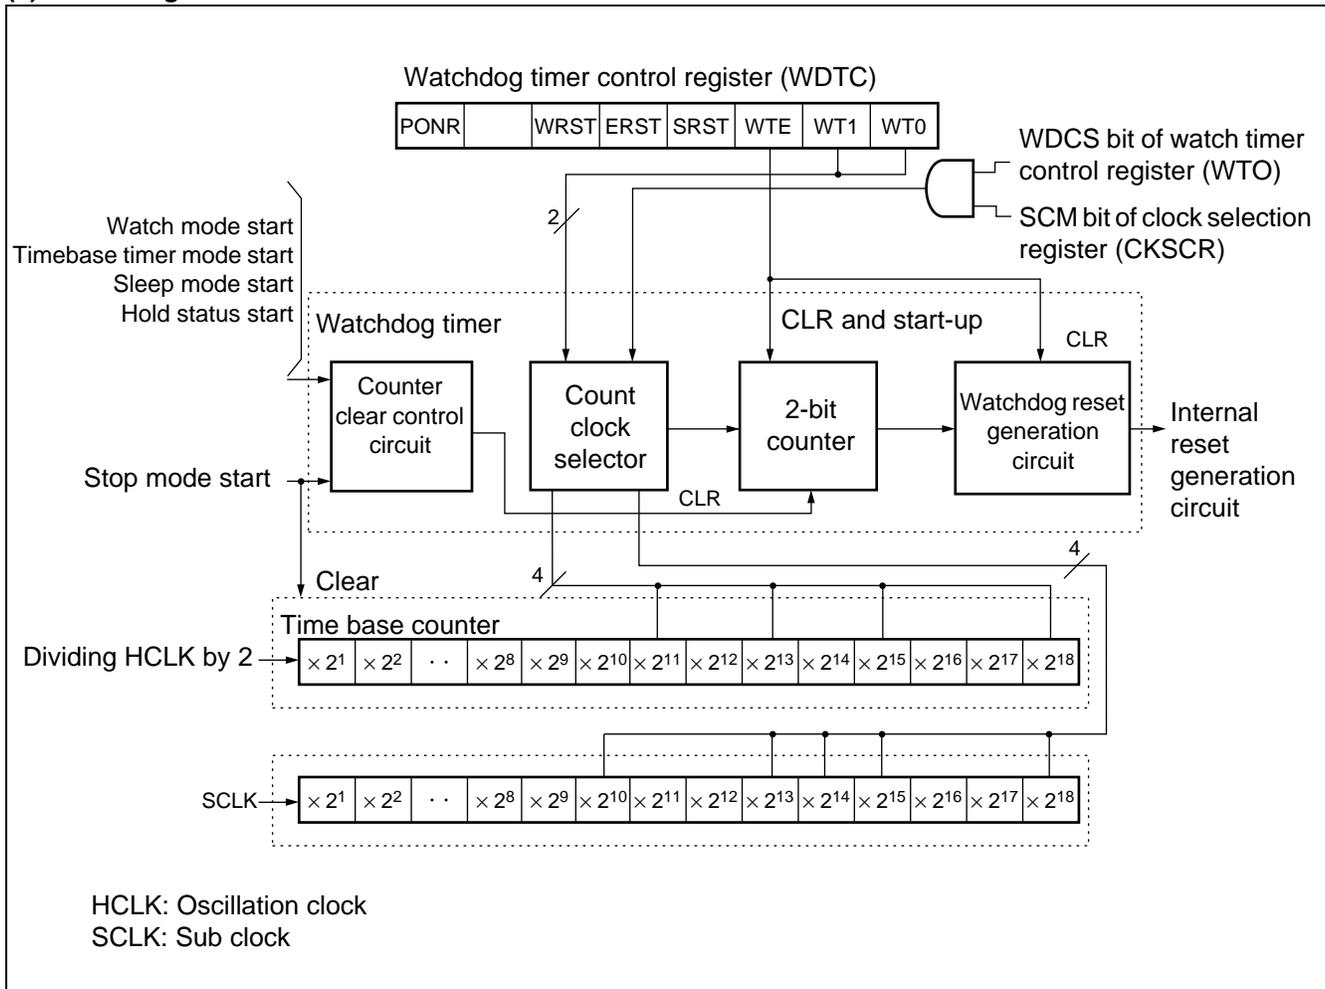 Watchdog timer control register (WDTC)
PONR WRST ERST SRST WTE WT1 WT0
WDCS bit of watch timer
control register (WTO)
SCM bit of clock selection
register (CKSCR)
2
Watch mode start
Timebase timer mode start
Sleep mode start
Hold status start
Watchdog timer
CLR and start-up
CLR
Counter
clear control
circuit
Count
clock
selector
2-bit
counter
Watchdog reset
generation
circuit
Internal
reset
generation
circuit
Stop mode start
CLR
4
4
Clear
Time base counter
Dividing HCLK by 2
× 2¹ × 2² ·· × 2⁸ × 2⁹ × 2¹⁰ × 2¹¹ × 2¹² × 2¹³ × 2¹⁴ × 2¹⁵ × 2¹⁶ × 2¹⁷ × 2¹⁸
SCLK
× 2¹ × 2² ·· × 2⁸ × 2⁹ × 2¹⁰ × 2¹¹ × 2¹² × 2¹³ × 2¹⁴ × 2¹⁵ × 2¹⁶ × 2¹⁷ × 2¹⁸
HCLK: Oscillation clock
SCLK: Sub clock